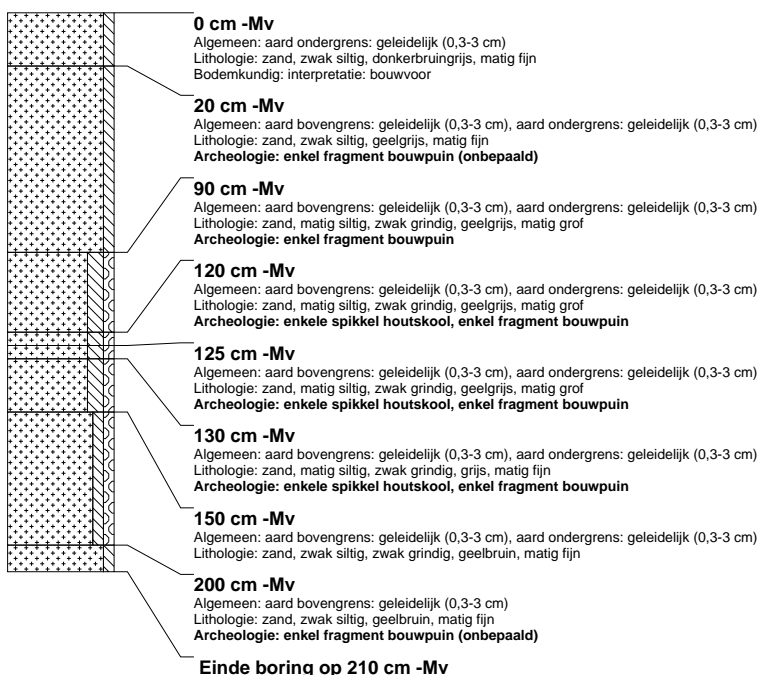 0 cm -Mv
Algemeen: aard ondergrens: geleidelijk (0,3-3 cm)
Lithologie: zand, zwak siltig, donkerbruingrijs, matig fijn
Bodemkundig: interpretatie: bouwvoor
20 cm -Mv
Algemeen: aard bovengrens: geleidelijk (0,3-3 cm), aard ondergrens: geleidelijk (0,3-3 cm)
Lithologie: zand, zwak siltig, geelgrijs, matig fijn
Archeologie: enkel fragment bouwpuin (onbepaald)
90 cm -Mv
Algemeen: aard bovengrens: geleidelijk (0,3-3 cm), aard ondergrens: geleidelijk (0,3-3 cm)
Lithologie: zand, matig siltig, zwak grindig, geelgrijs, matig grof
Archeologie: enkel fragment bouwpuin
120 cm -Mv
Algemeen: aard bovengrens: geleidelijk (0,3-3 cm), aard ondergrens: geleidelijk (0,3-3 cm)
Lithologie: zand, matig siltig, zwak grindig, geelgrijs, matig grof
Archeologie: enkele spikkel houtskool, enkel fragment bouwpuin
125 cm -Mv
Algemeen: aard bovengrens: geleidelijk (0,3-3 cm), aard ondergrens: geleidelijk (0,3-3 cm)
Lithologie: zand, matig siltig, zwak grindig, geelgrijs, matig grof
Archeologie: enkele spikkel houtskool, enkel fragment bouwpuin
130 cm -Mv
Algemeen: aard bovengrens: geleidelijk (0,3-3 cm), aard ondergrens: geleidelijk (0,3-3 cm)
Lithologie: zand, matig siltig, zwak grindig, grijs, matig fijn
Archeologie: enkele spikkel houtskool, enkel fragment bouwpuin
150 cm -Mv
Algemeen: aard bovengrens: geleidelijk (0,3-3 cm), aard ondergrens: geleidelijk (0,3-3 cm)
Lithologie: zand, zwak siltig, zwak grindig, geelbruin, matig fijn
200 cm -Mv
Algemeen: aard bovengrens: geleidelijk (0,3-3 cm)
Lithologie: zand, zwak siltig, geelbruin, matig fijn
Archeologie: enkel fragment bouwpuin (onbepaald)
Einde boring op 210 cm -Mv